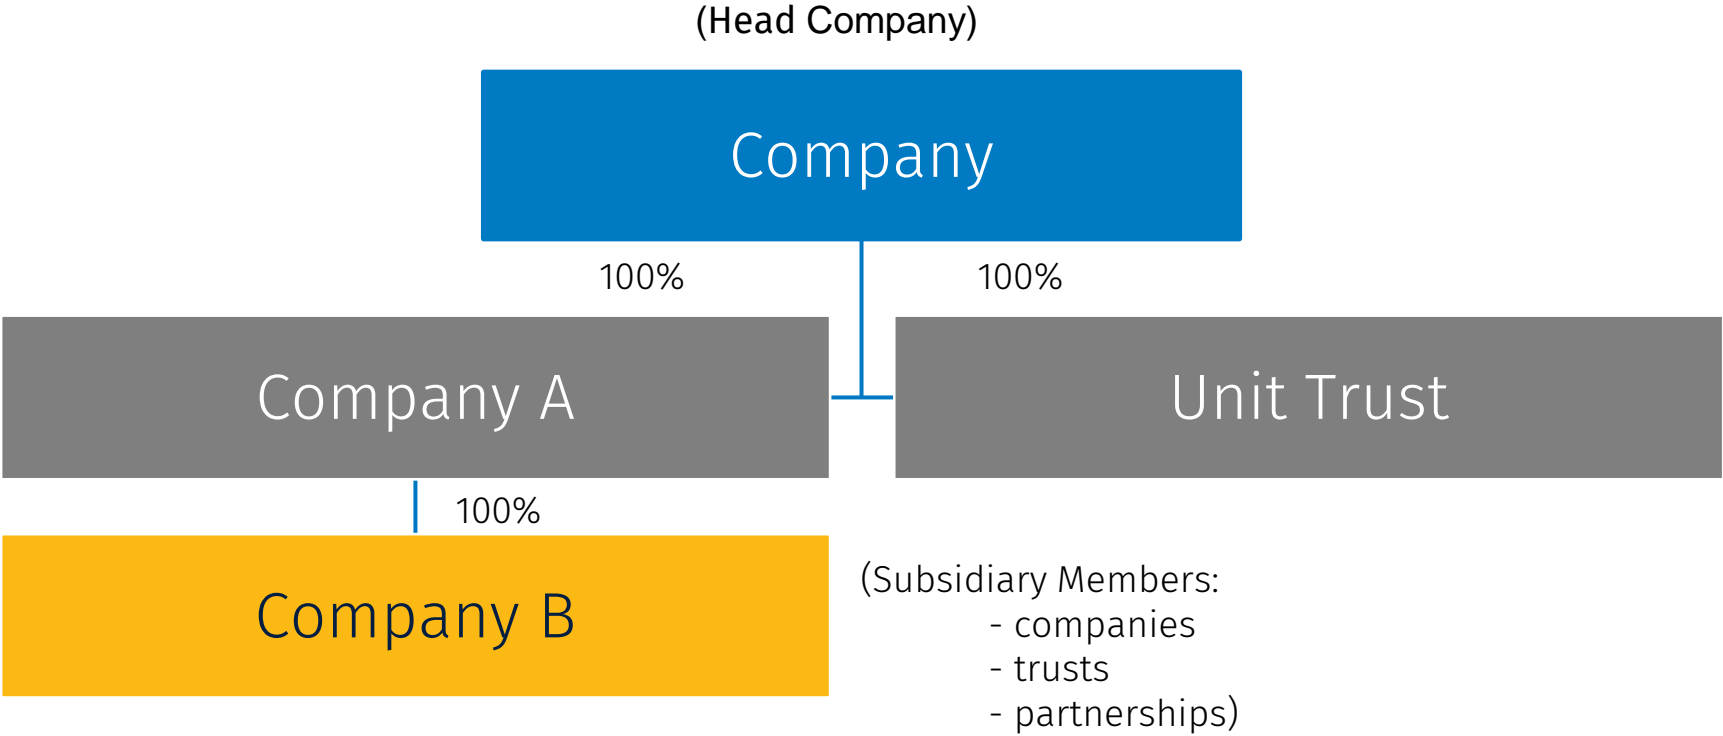 (Head Company)
Company
100%
100%
Company A
Unit Trust
100%
Company B
(Subsidiary Members:
- companies
- trusts
- partnerships)